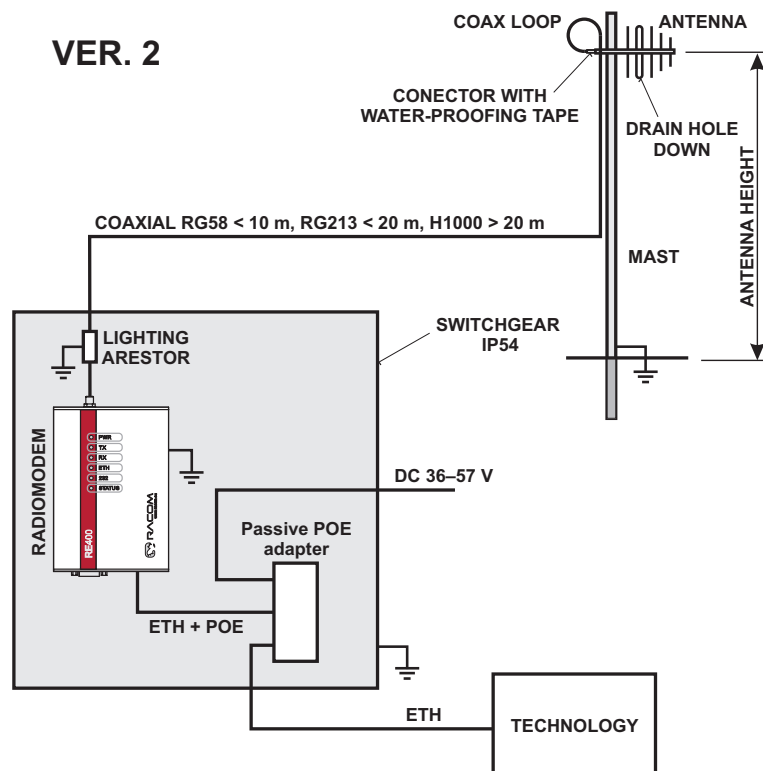 VER. 2
COAX LOOP
ANTENNA
CONECTOR WITH
WATER-PROOFING TAPE
DRAIN HOLE
DOWN
ANTENNA HEIGHT
COAXIAL RG58 < 10 m, RG213 < 20 m, H1000 > 20 m
MAST
LIGHTING
ARESTOR
SWITCHGEAR
IP54
RADIOMODEM
PWR
TX
RX
ETH
232
STATUS
RE400
RACOM
DC 36–57 V
Passive POE
adapter
ETH + POE
ETH
TECHNOLOGY